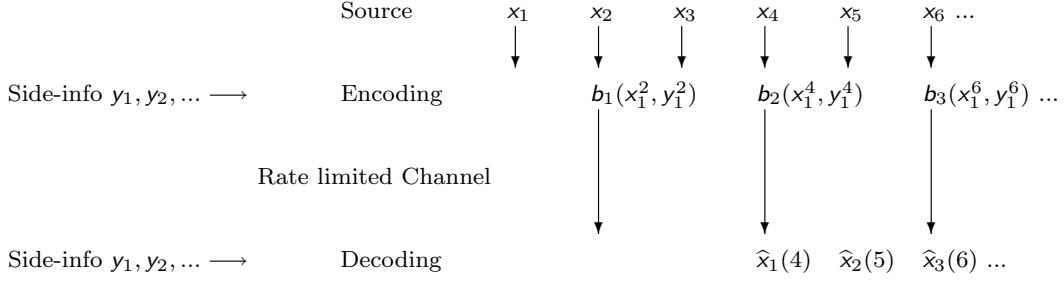 Source x₁ x₂ x₃ x₄ x₅ x₆ ...
Side-info y₁, y₂, ... ⟶ Encoding b₁(x₁², y₁²) b₂(x₁⁴, y₁⁴) b₃(x₁⁶, y₁⁶) ...
Rate limited Channel
Side-info y₁, y₂, ... ⟶ Decoding x̂₁(4) x̂₂(5) x̂₃(6) ...